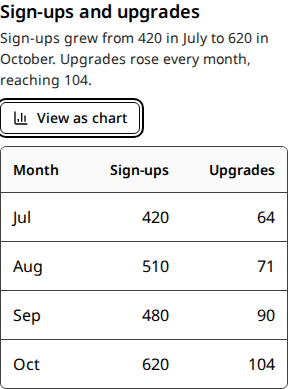 Sign-ups and upgrades
Sign-ups grew from 420 in July to 620 in
October. Upgrades rose every month,
reaching 104.
View as chart
Month Sign-ups Upgrades
Jul 420 64
Aug 510 71
Sep 480 90
Oct 620 104